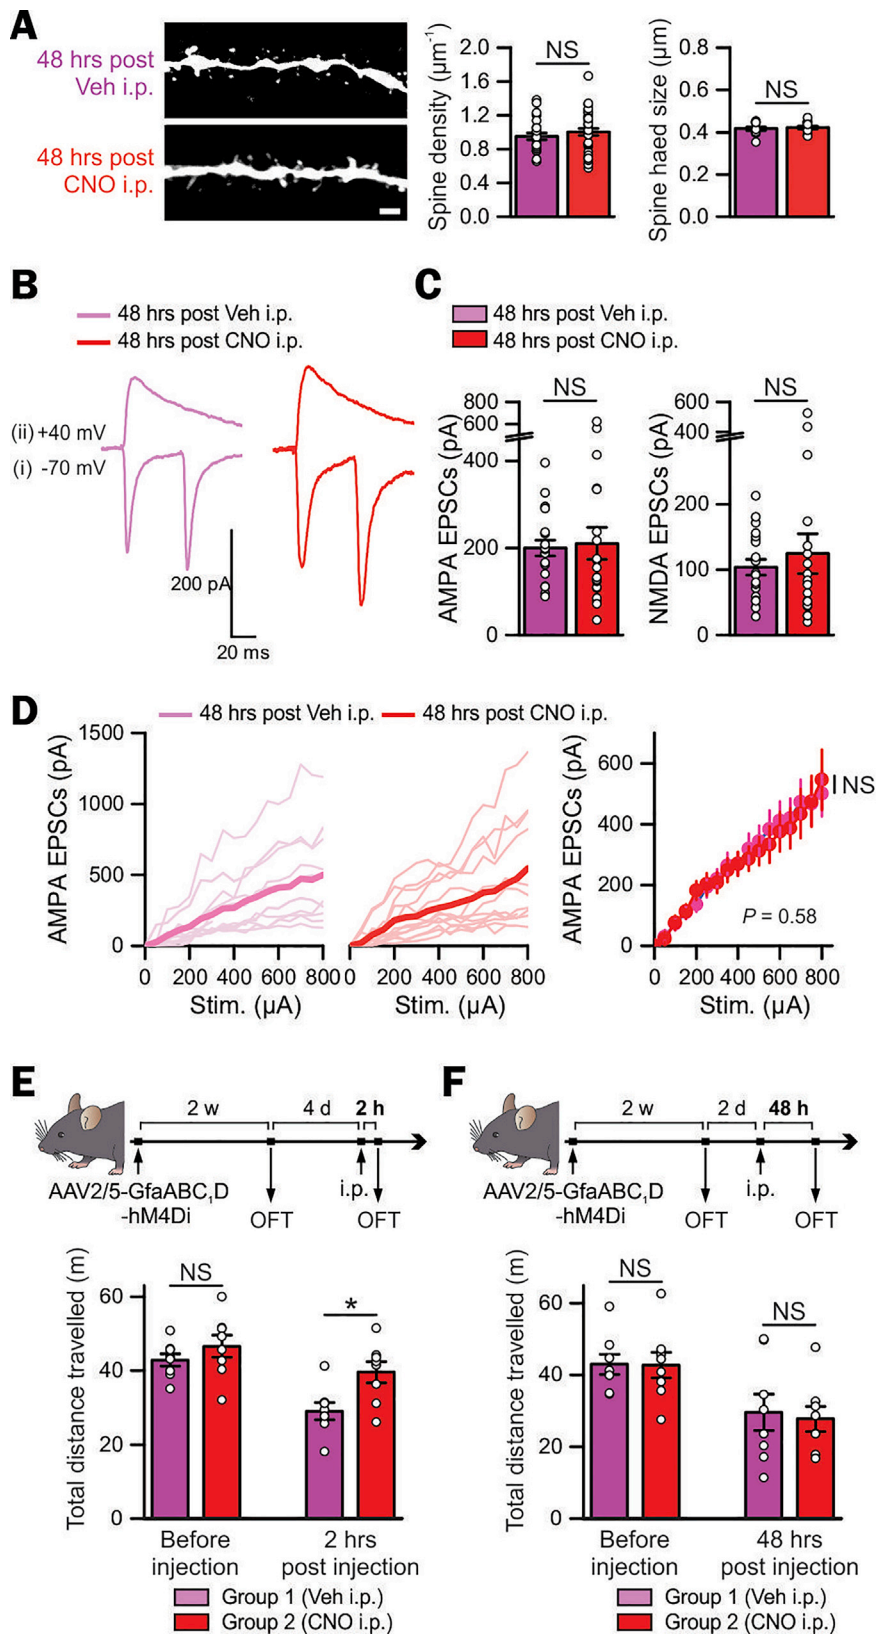 A
48 hrs post
Veh i.p.
48 hrs post
CNO i.p.
Spine density (µm⁻¹)
2.0
1.6
1.2
0.8
0.4
0.0
NS
Spine haed size (µm)
0.8
0.6
0.4
0.2
0.0
NS
B
48 hrs post Veh i.p.
48 hrs post CNO i.p.
(ii) +40 mV
(i) -70 mV
200 pA
20 ms
C
48 hrs post Veh i.p.
48 hrs post CNO i.p.
AMPA EPSCs (pA)
800
600
400
200
0
NS
NMDA EPSCs (pA)
600
400
200
100
0
NS
D
48 hrs post Veh i.p.
48 hrs post CNO i.p.
AMPA EPSCs (pA)
1500
1000
500
0
0 200 400 600 800
Stim. (µA)
0 200 400 600 800
Stim. (µA)
AMPA EPSCs (pA)
600
400
200
0
NS
P = 0.58
0 200 400 600 800
Stim. (µA)
E
2 w 4 d 2 h
AAV2/5-GfaABC₁D
-hM4Di
i.p.
OFT OFT
Total distance travelled (m)
60
40
20
0
NS
*
Before
injection
2 hrs
post injection
Group 1 (Veh i.p.)
Group 2 (CNO i.p.)
F
2 w 2 d 48 h
AAV2/5-GfaABC₁D
-hM4Di
i.p.
OFT OFT
Total distance travelled (m)
60
40
20
0
NS
NS
Before
injection
48 hrs
post injection
Group 1 (Veh i.p.)
Group 2 (CNO i.p.)